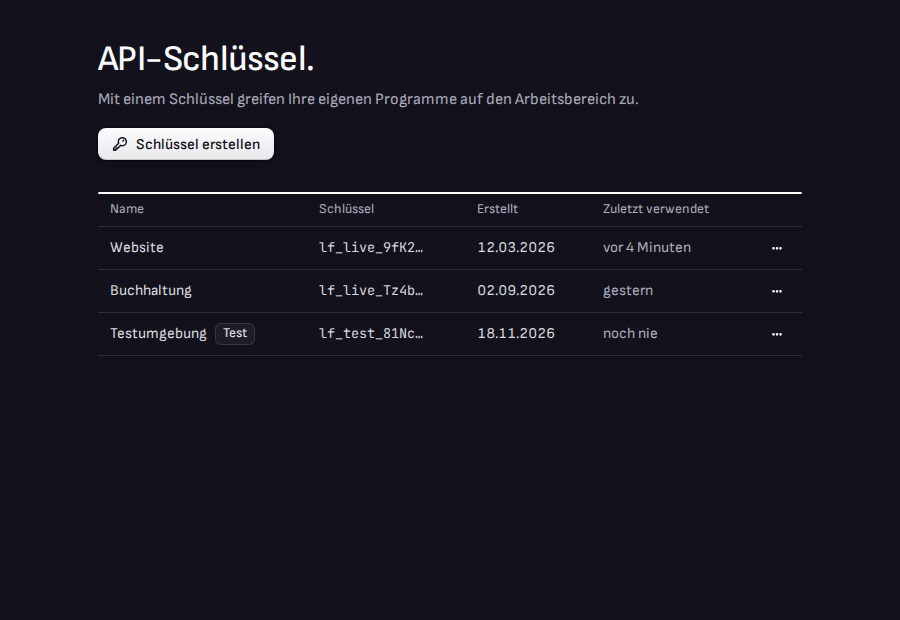 API-Schlüssel.
Mit einem Schlüssel greifen Ihre eigenen Programme auf den Arbeitsbereich zu.
Schlüssel erstellen
Name Schlüssel Erstellt Zuletzt verwendet
Website lf_live_9fK2… 12.03.2026 vor 4 Minuten
Buchhaltung lf_live_Tz4b… 02.09.2026 gestern
Testumgebung Test lf_test_81Nc… 18.11.2026 noch nie